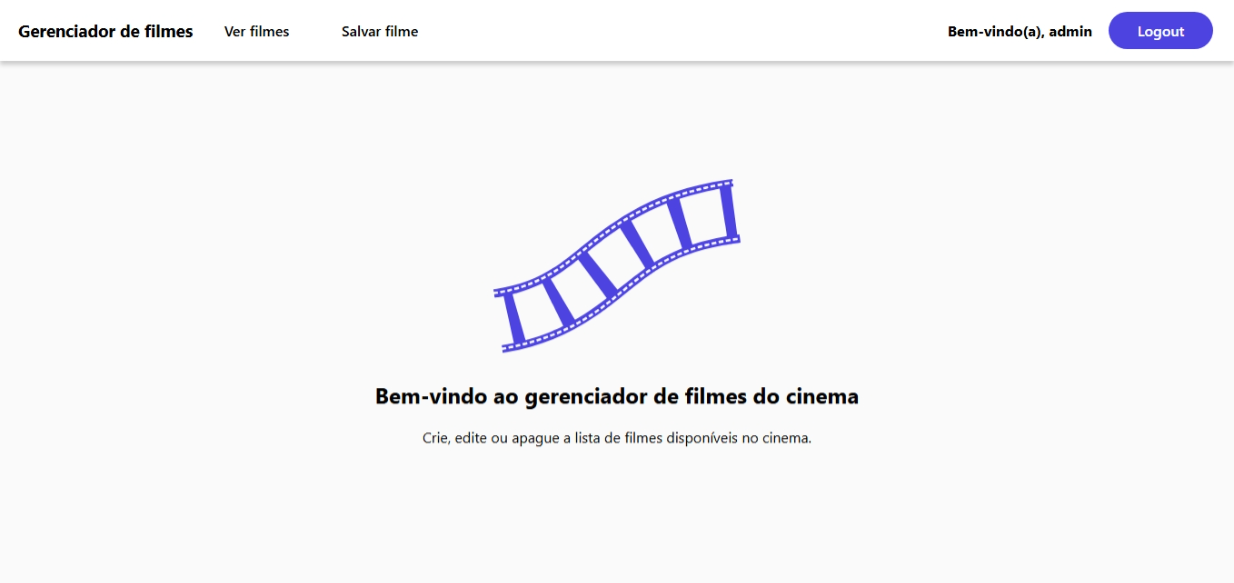 Gerenciador de filmes Ver filmes Salvar filme Bem-vindo(a), admin Logout
Bem-vindo ao gerenciador de filmes do cinema
Crie, edite ou apague a lista de filmes disponíveis no cinema.